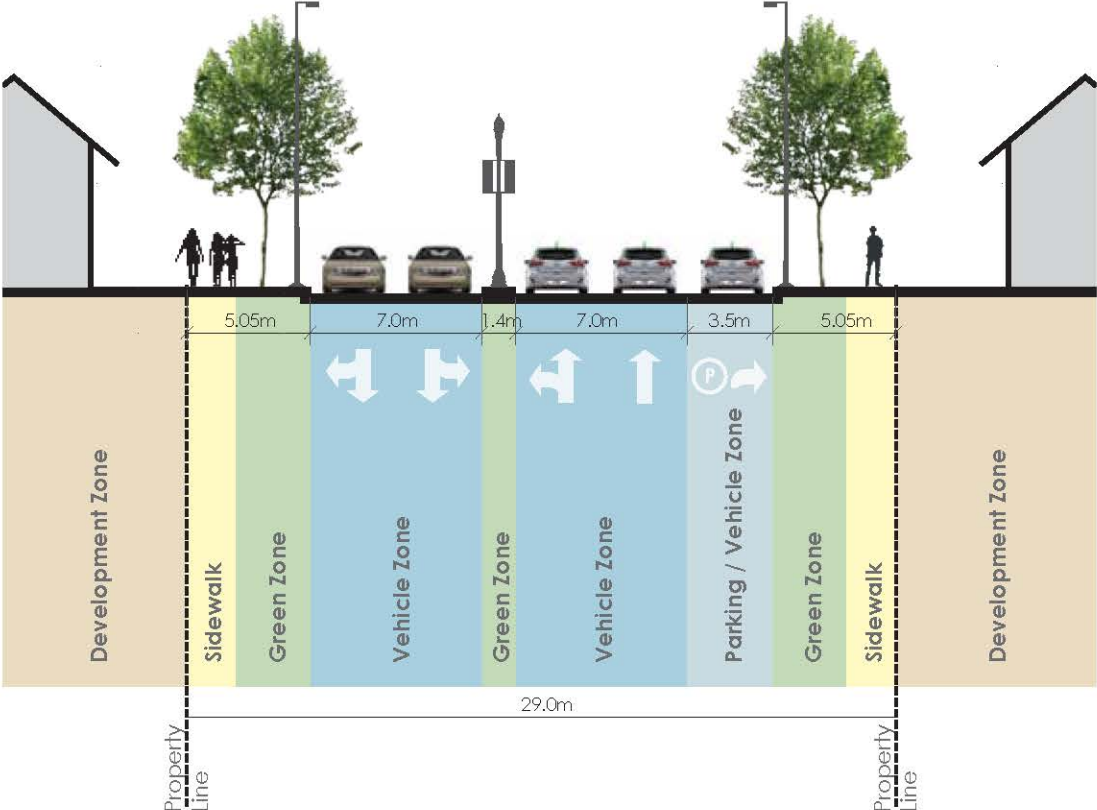 5.05m
7.0m
1.4m
7.0m
3.5m
5.05m
P
Development Zone
Sidewalk
Green Zone
Vehicle Zone
Green Zone
Vehicle Zone
Parking / Vehicle Zone
Green Zone
Sidewalk
Development Zone
29.0m
Property
Line
Property
Line